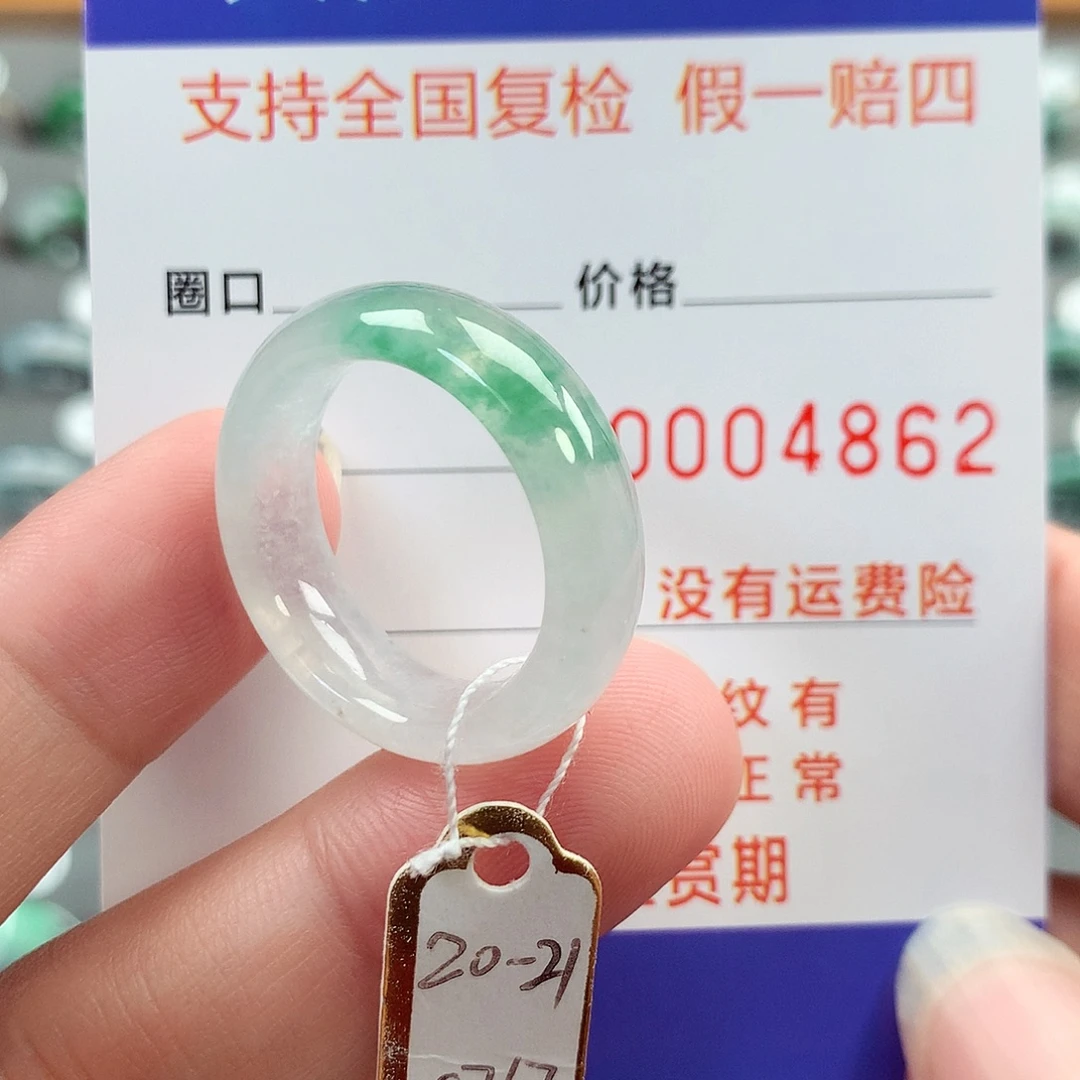 支持全国复检 假一赔四
圈口 价格
0004862
没有运费险
纹有
正常
赏期
20-21